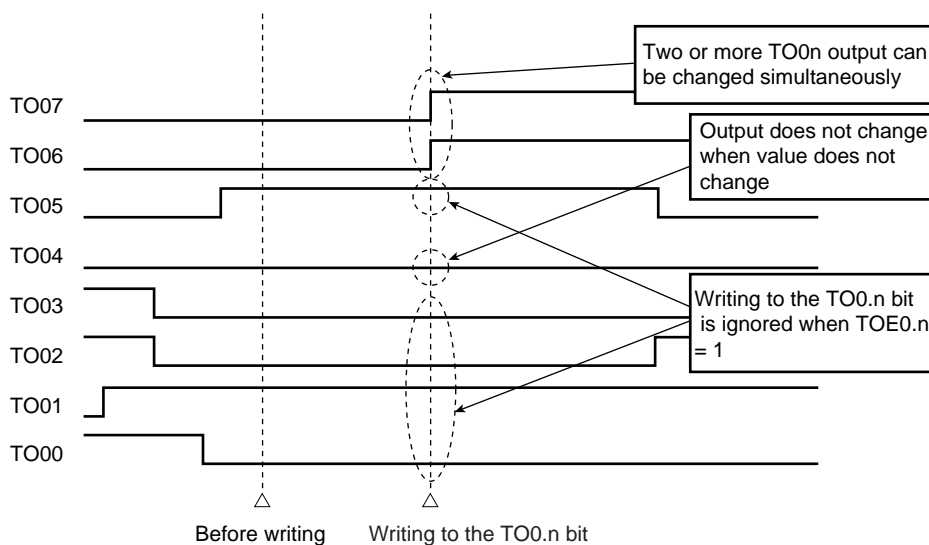 Two or more TO0n output can
be changed simultaneously
TO07
Output does not change
when value does not
change
TO06
TO05
TO04
TO03
Writing to the TO0.n bit
is ignored when TOE0.n
= 1
TO02
TO01
TO00
Before writing
Writing to the TO0.n bit